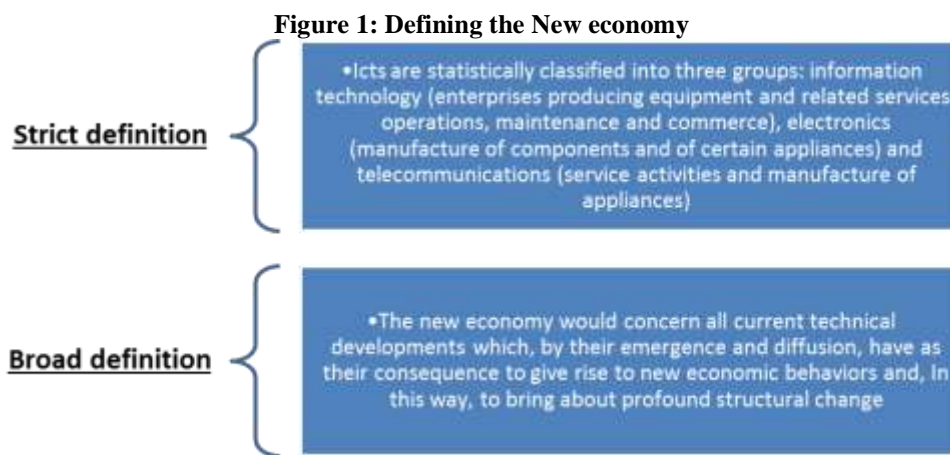 Figure 1: Defining the New economy
Strict definition
•Icts are statistically classified into three groups: information
technology (enterprises producing equipment and related services
operations, maintenance and commerce), electronics
(manufacture of components and of certain appliances) and
telecommunications (service activities and manufacture of
appliances)
Broad definition
•The new economy would concern all current technical
developments which, by their emergence and diffusion, have as
their consequence to give rise to new economic behaviors and, in
this way, to bring about profound structural change